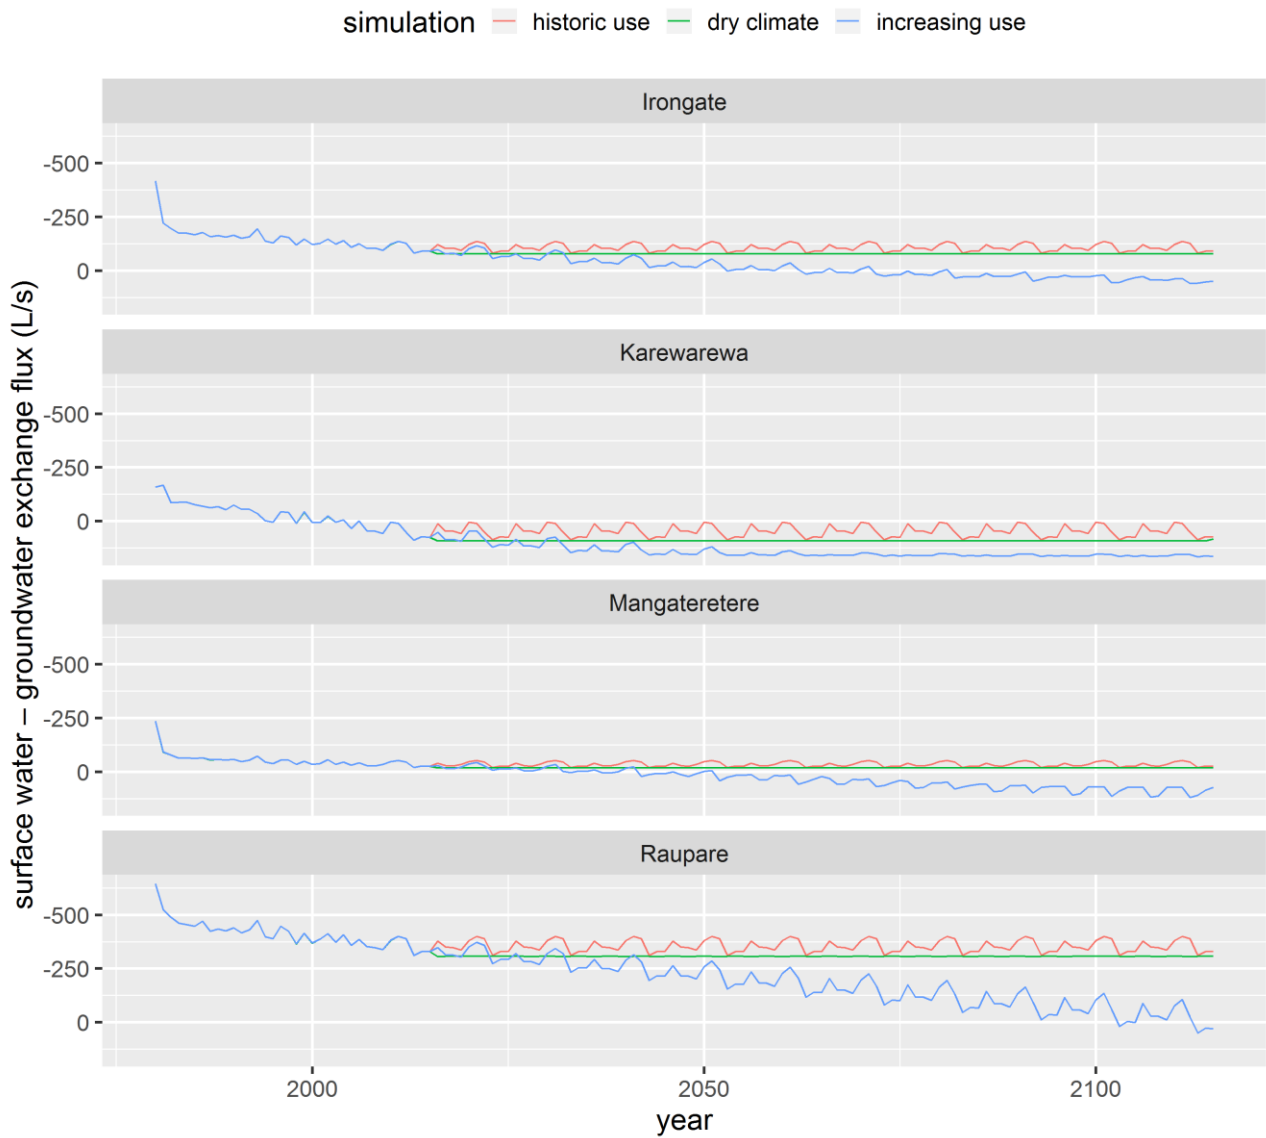 simulation historic use dry climate increasing use
surface water – groundwater exchange flux (L/s)
Irongate
-500
-250
0
Karewarewa
-500
-250
0
Mangateretere
-500
-250
0
Raupare
-500
-250
0
2000 2050 2100
year